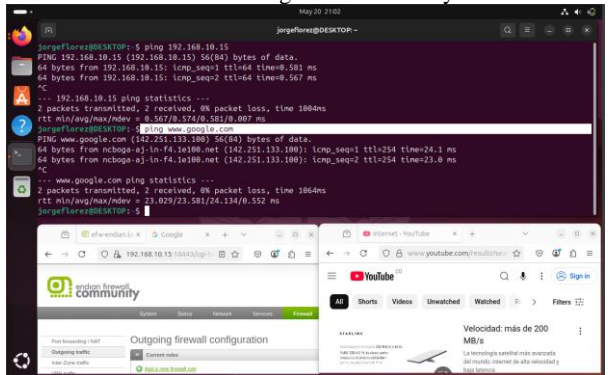 May 20 21:02
jorgeflorez@DESKTOP: ~
jorgeflorez@DESKTOP:~$ ping 192.168.10.15
PING 192.168.10.15 (192.168.10.15) 56(84) bytes of data.
64 bytes from 192.168.10.15: icmp_seq=1 ttl=64 time=0.581 ms
64 bytes from 192.168.10.15: icmp_seq=2 ttl=64 time=0.567 ms
^C
--- 192.168.10.15 ping statistics ---
2 packets transmitted, 2 received, 0% packet loss, time 1004ms
rtt min/avg/max/mdev = 0.567/0.574/0.581/0.007 ms
jorgeflorez@DESKTOP:~$ ping www.google.com
PING www.google.com (142.251.133.100) 56(84) bytes of data.
64 bytes from ncboga-aj-in-f4.1e100.net (142.251.133.100): icmp_seq=1 ttl=254 time=24.1 ms
64 bytes from ncboga-aj-in-f4.1e100.net (142.251.133.100): icmp_seq=2 ttl=254 time=23.0 ms
^C
--- www.google.com ping statistics ---
2 packets transmitted, 2 received, 0% packet loss, time 1064ms
rtt min/avg/max/mdev = 23.029/23.581/24.134/0.552 ms
jorgeflorez@DESKTOP:~$
Google
192.168.10.15:10443/cgi-
endian firewall
community
System Status Network Services Firewall
Port forwarding / NAT
Outgoing traffic
Inter-Zone traffic
VPN traffic
Outgoing firewall configuration
Current rules
Add a new firewall rule
internet - YouTube
www.youtube.com/results?sea
YouTube CO
Sign in
All Shorts Videos Unwatched Watched Filters
STARLINK
Velocidad: más de 200
MB/s
La tecnología satelital más avanzada
del mundo. Internet de alta velocidad y
baja latencia.